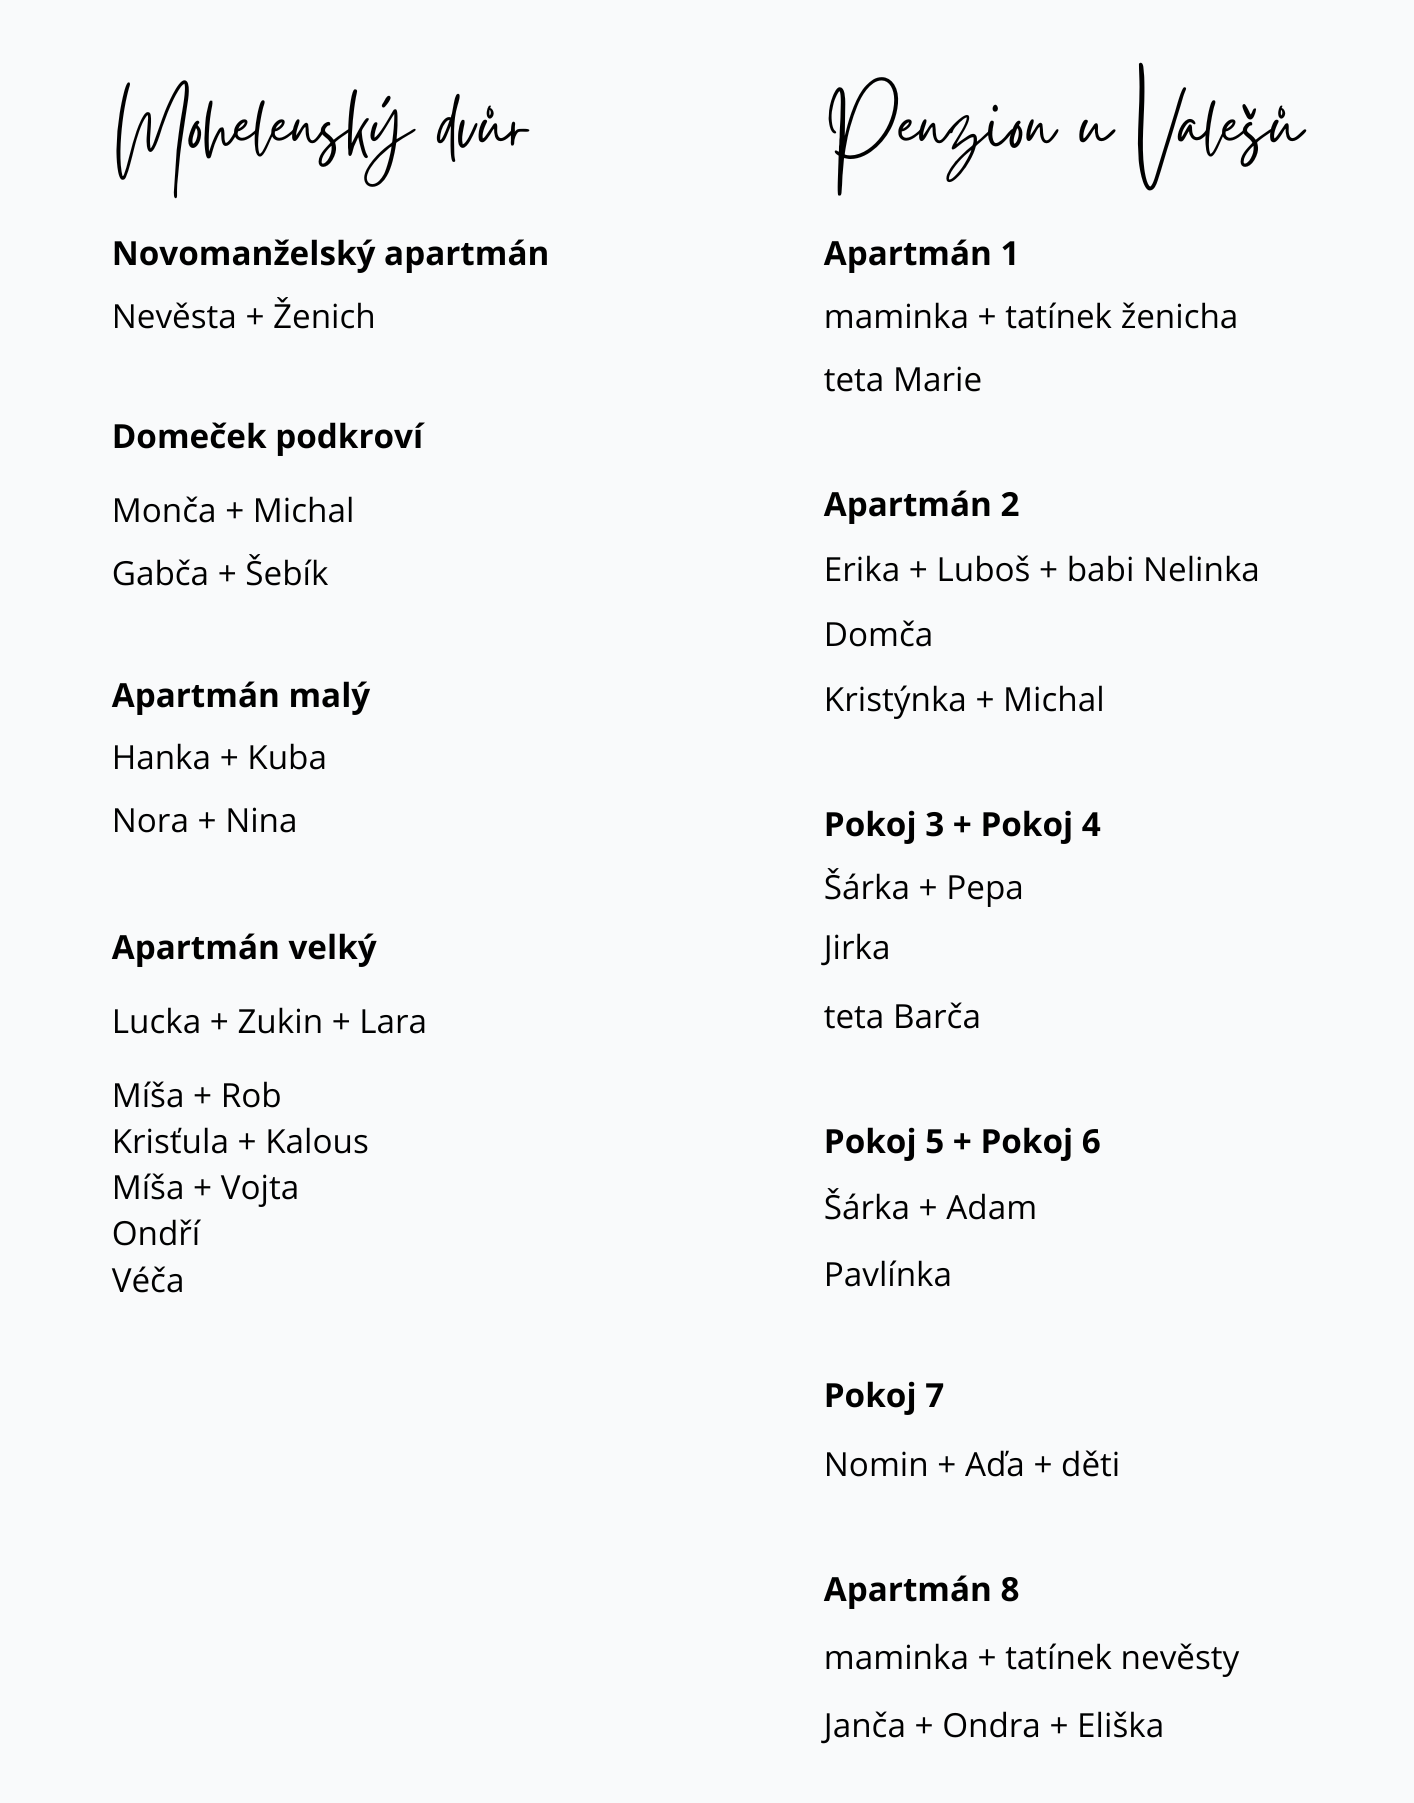 Mohelenský dvůr
Novomanželský apartmán
Nevěsta + Ženich
Domeček podkroví
Monča + Michal
Gabča + Šebík
Apartmán malý
Hanka + Kuba
Nora + Nina
Apartmán velký
Lucka + Zukin + Lara
Míša + Rob
Krisťula + Kalous
Míša + Vojta
Ondří
Véča
Penzion u Valešů
Apartmán 1
maminka + tatínek ženicha
teta Marie
Apartmán 2
Erika + Luboš + babi Nelinka
Domča
Kristýnka + Michal
Pokoj 3 + Pokoj 4
Šárka + Pepa
Jirka
teta Barča
Pokoj 5 + Pokoj 6
Šárka + Adam
Pavlínka
Pokoj 7
Nomin + Aďa + děti
Apartmán 8
maminka + tatínek nevěsty
Janča + Ondra + Eliška